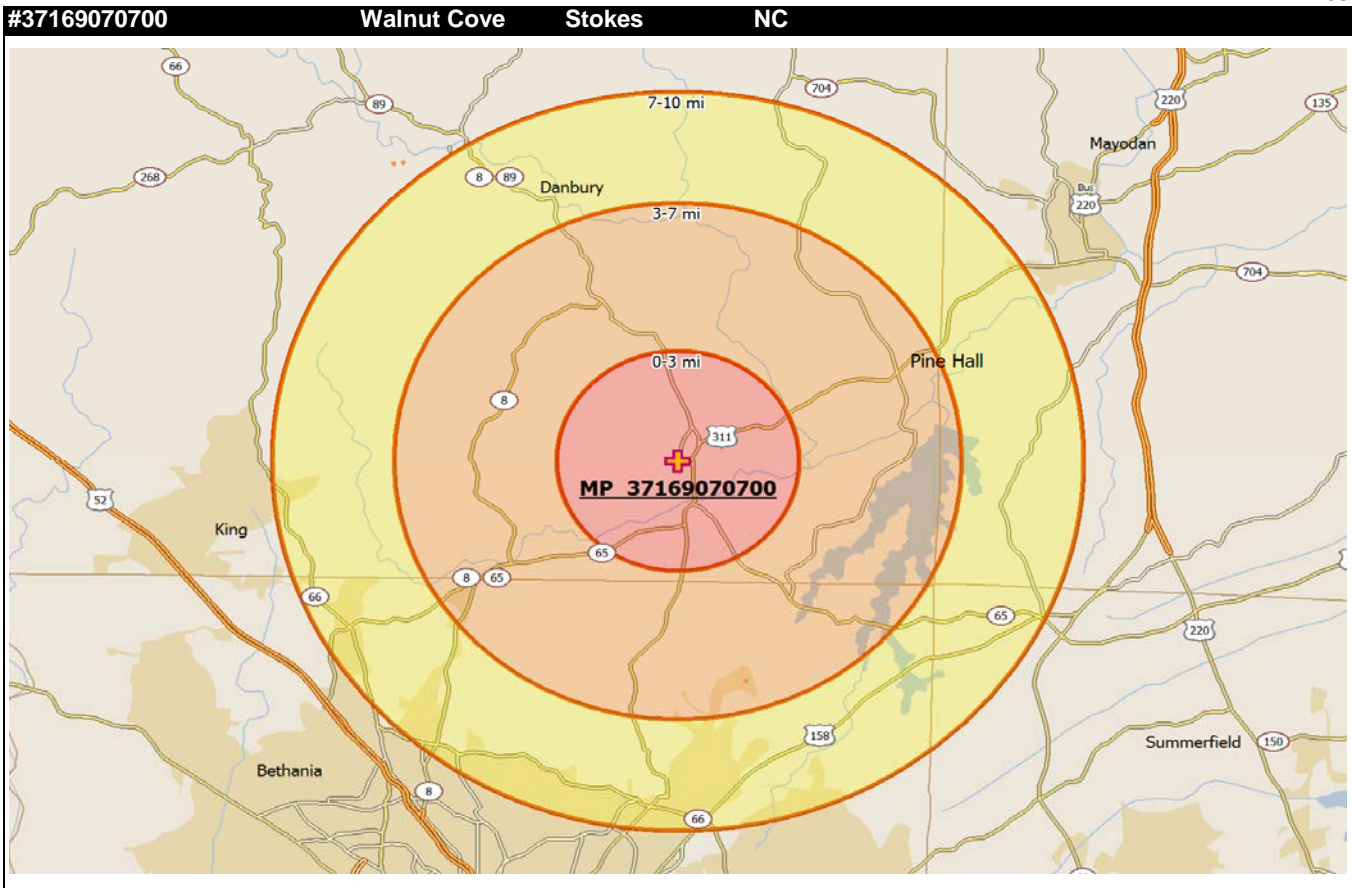 #37169070700 Walnut Cove Stokes NC
66
7-10 mi
704
220
135
89
Mayodan
268
8 89
Danbury
Bus
220
3-7 mi
704
0-3 mi
Pine Hall
8
311
MP 37169070700
52
King
65
8 65
66
65
220
158
Summerfield 150
Bethania
8
66